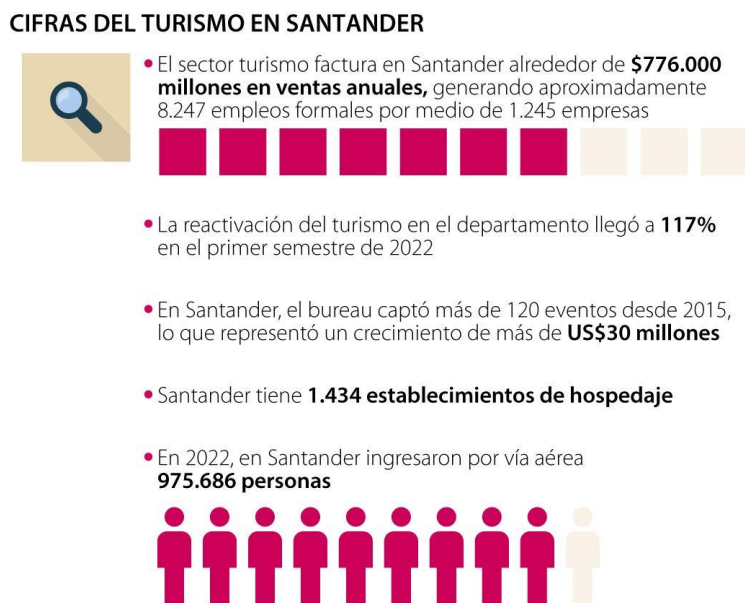 CIFRAS DEL TURISMO EN SANTANDER
• El sector turismo factura en Santander alrededor de $776.000
millones en ventas anuales, generando aproximadamente
8.247 empleos formales por medio de 1.245 empresas
• La reactivación del turismo en el departamento llegó a 117%
en el primer semestre de 2022
• En Santander, el bureau captó más de 120 eventos desde 2015,
lo que representó un crecimiento de más de US$30 millones
• Santander tiene 1.434 establecimientos de hospedaje
• En 2022, en Santander ingresaron por vía aérea
975.686 personas